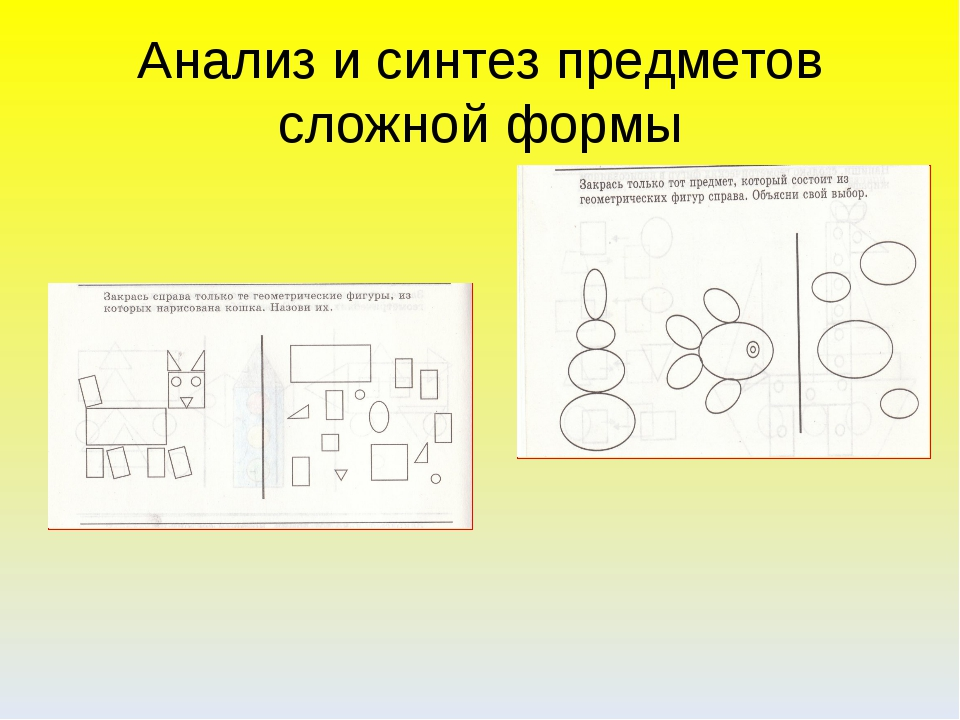 Анализ и синтез предметов
сложной формы
Закрась только тот предмет, который состоит из
геометрических фигур справа. Объясни свой выбор.
Закрась справа только те геометрические фигуры, из
которых нарисована кошка. Назови их.